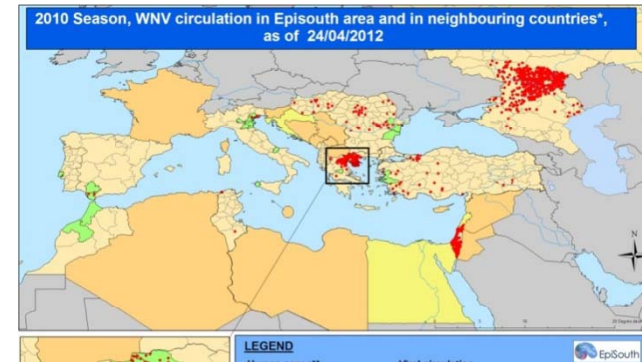 2010 Season, WNV circulation in Episouth area and in neighbouring countries*,
as of 24/04/2012
N
LEGEND
EpiSouth